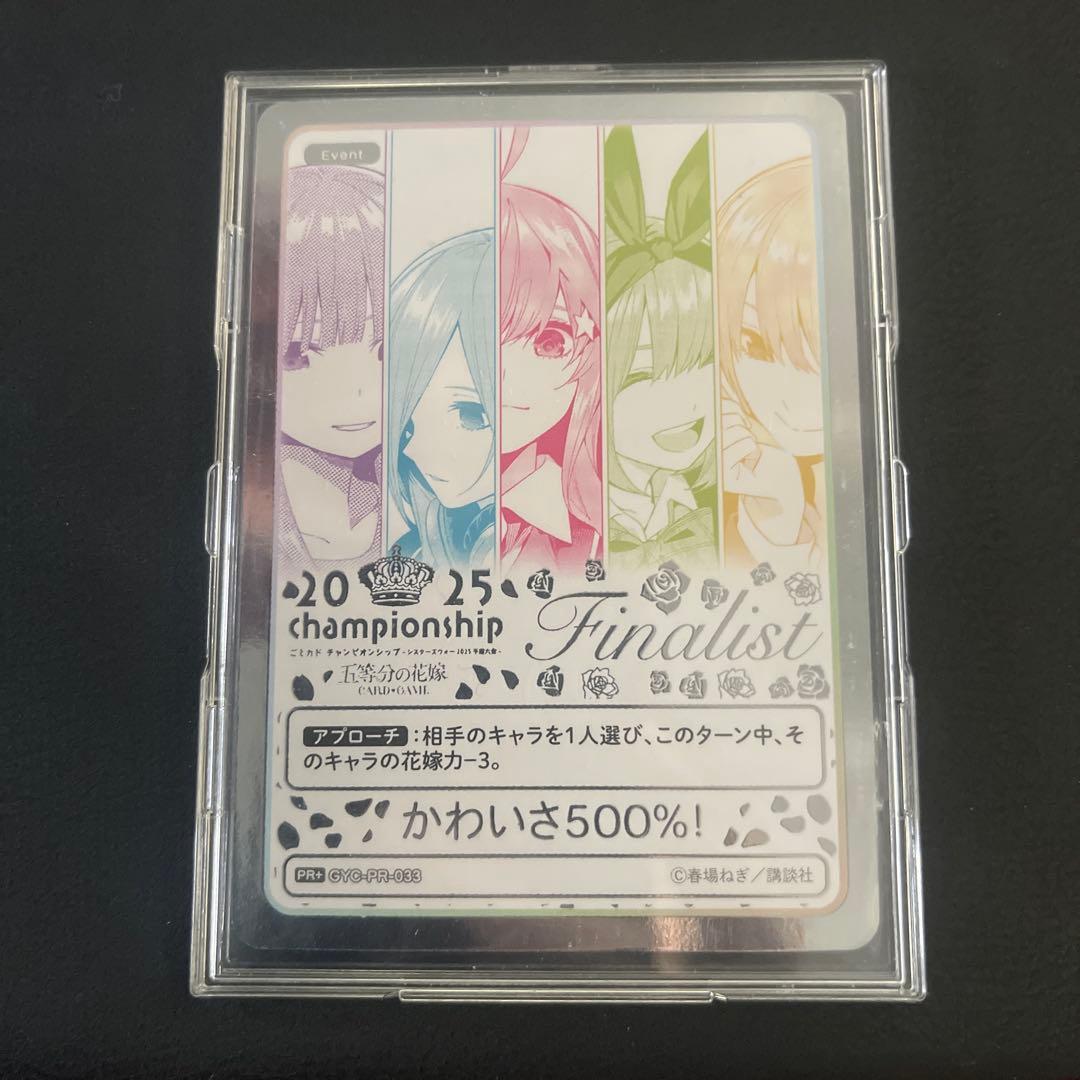 Event
2025
championship
ごとカド チャンピオンシップ-シスターズウォー2025予選大会-
五等分の花嫁
CARD・GAME
Finalist
アプローチ:相手のキャラを1人選び、このターン中、そ
のキャラの花嫁力−3。
かわいさ500%!
PR+ GYC-PR-033
©春場ねぎ/講談社